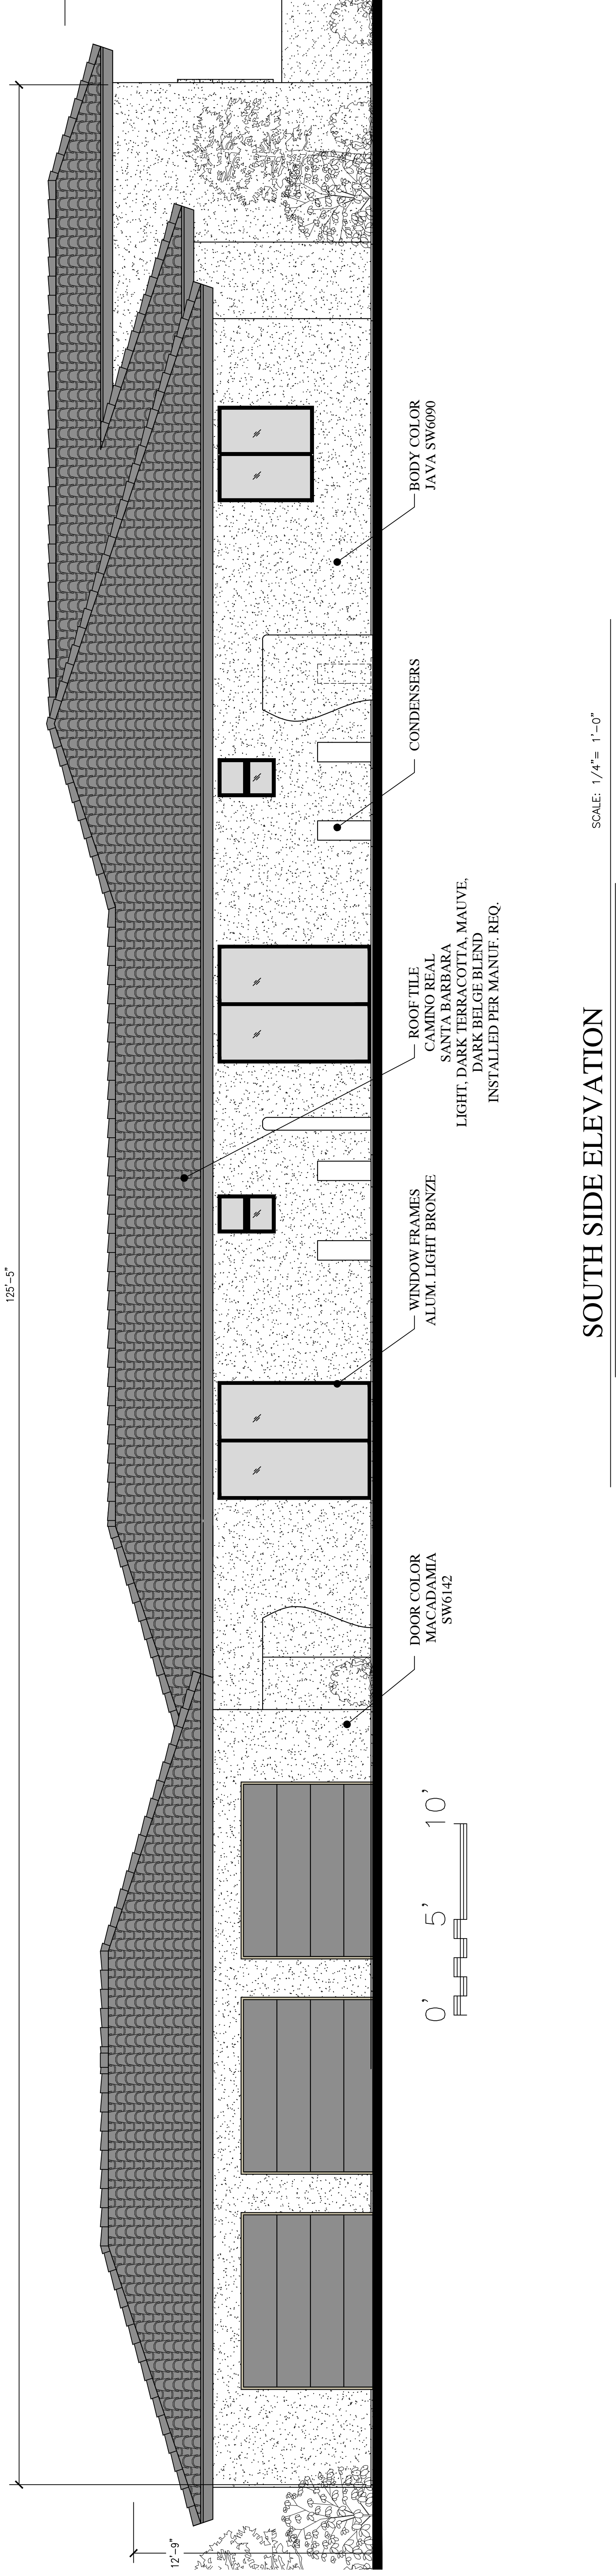 125'-5"
12'-9"
DOOR COLOR
MACADAMIA
SW6142
WINDOW FRAMES
ALUM. LIGHT BRONZE
ROOF TILE
CAMINO REAL
SANTA BARBARA
LIGHT, DARK TERRACOTTA, MAUVE,
DARK BELGE BLEND
INSTALLED PER MANUF. REQ.
CONDENSERS
BODY COLOR
JAVA SW6090
0' 5' 10'
SOUTH SIDE ELEVATION
SCALE: 1/4"= 1'-0"